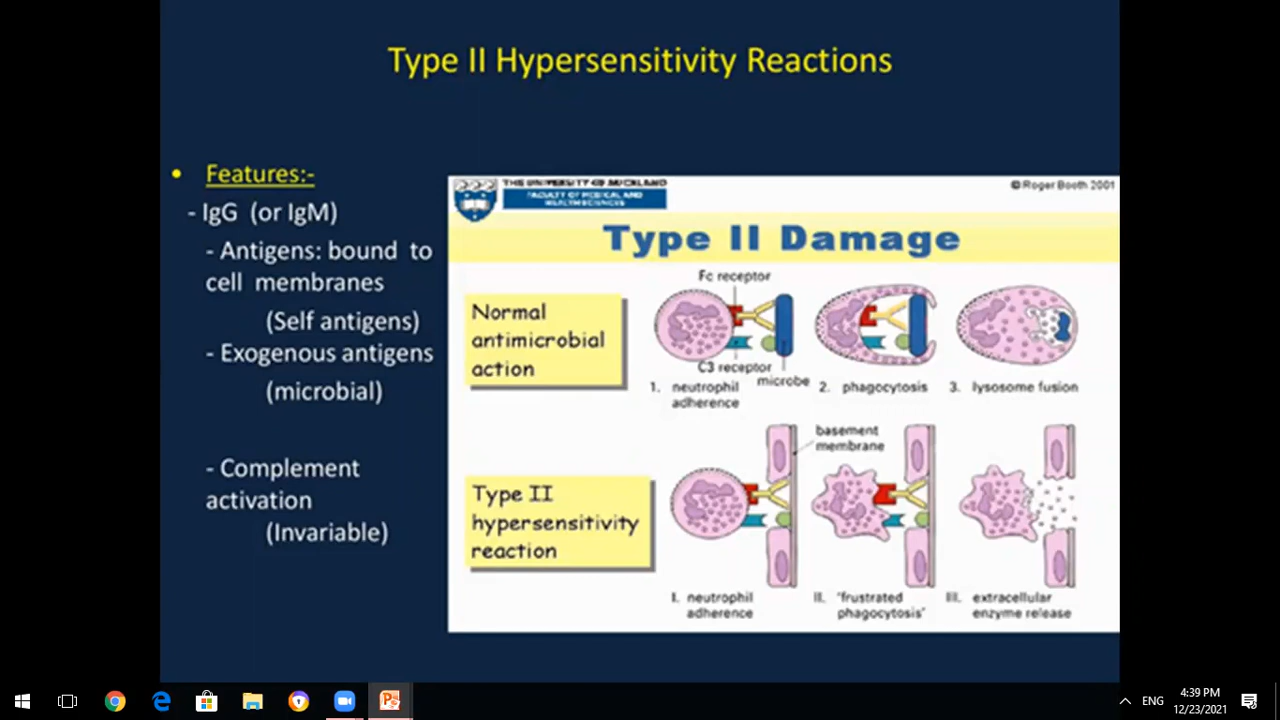 Type II Hypersensitivity Reactions
• Features:-
- IgG (or IgM)
- Antigens: bound to
cell membranes
(Self antigens)
- Exogenous antigens
(microbial)
- Complement
activation
(Invariable)
THE UNIVERSITY OF AUCKLAND
FACULTY OF MEDICAL AND
HEALTH SCIENCES
© Roger Booth 2001
Type II Damage
Normal
antimicrobial
action
Fc receptor
C3 receptor
microbe
1. neutrophil
adherence
2. phagocytosis
3. lysosome fusion
Type II
hypersensitivity
reaction
basement
membrane
I. neutrophil
adherence
II. "frustrated
phagocytosis"
III. extracellular
enzyme release
ENG
4:39 PM
12/23/2021